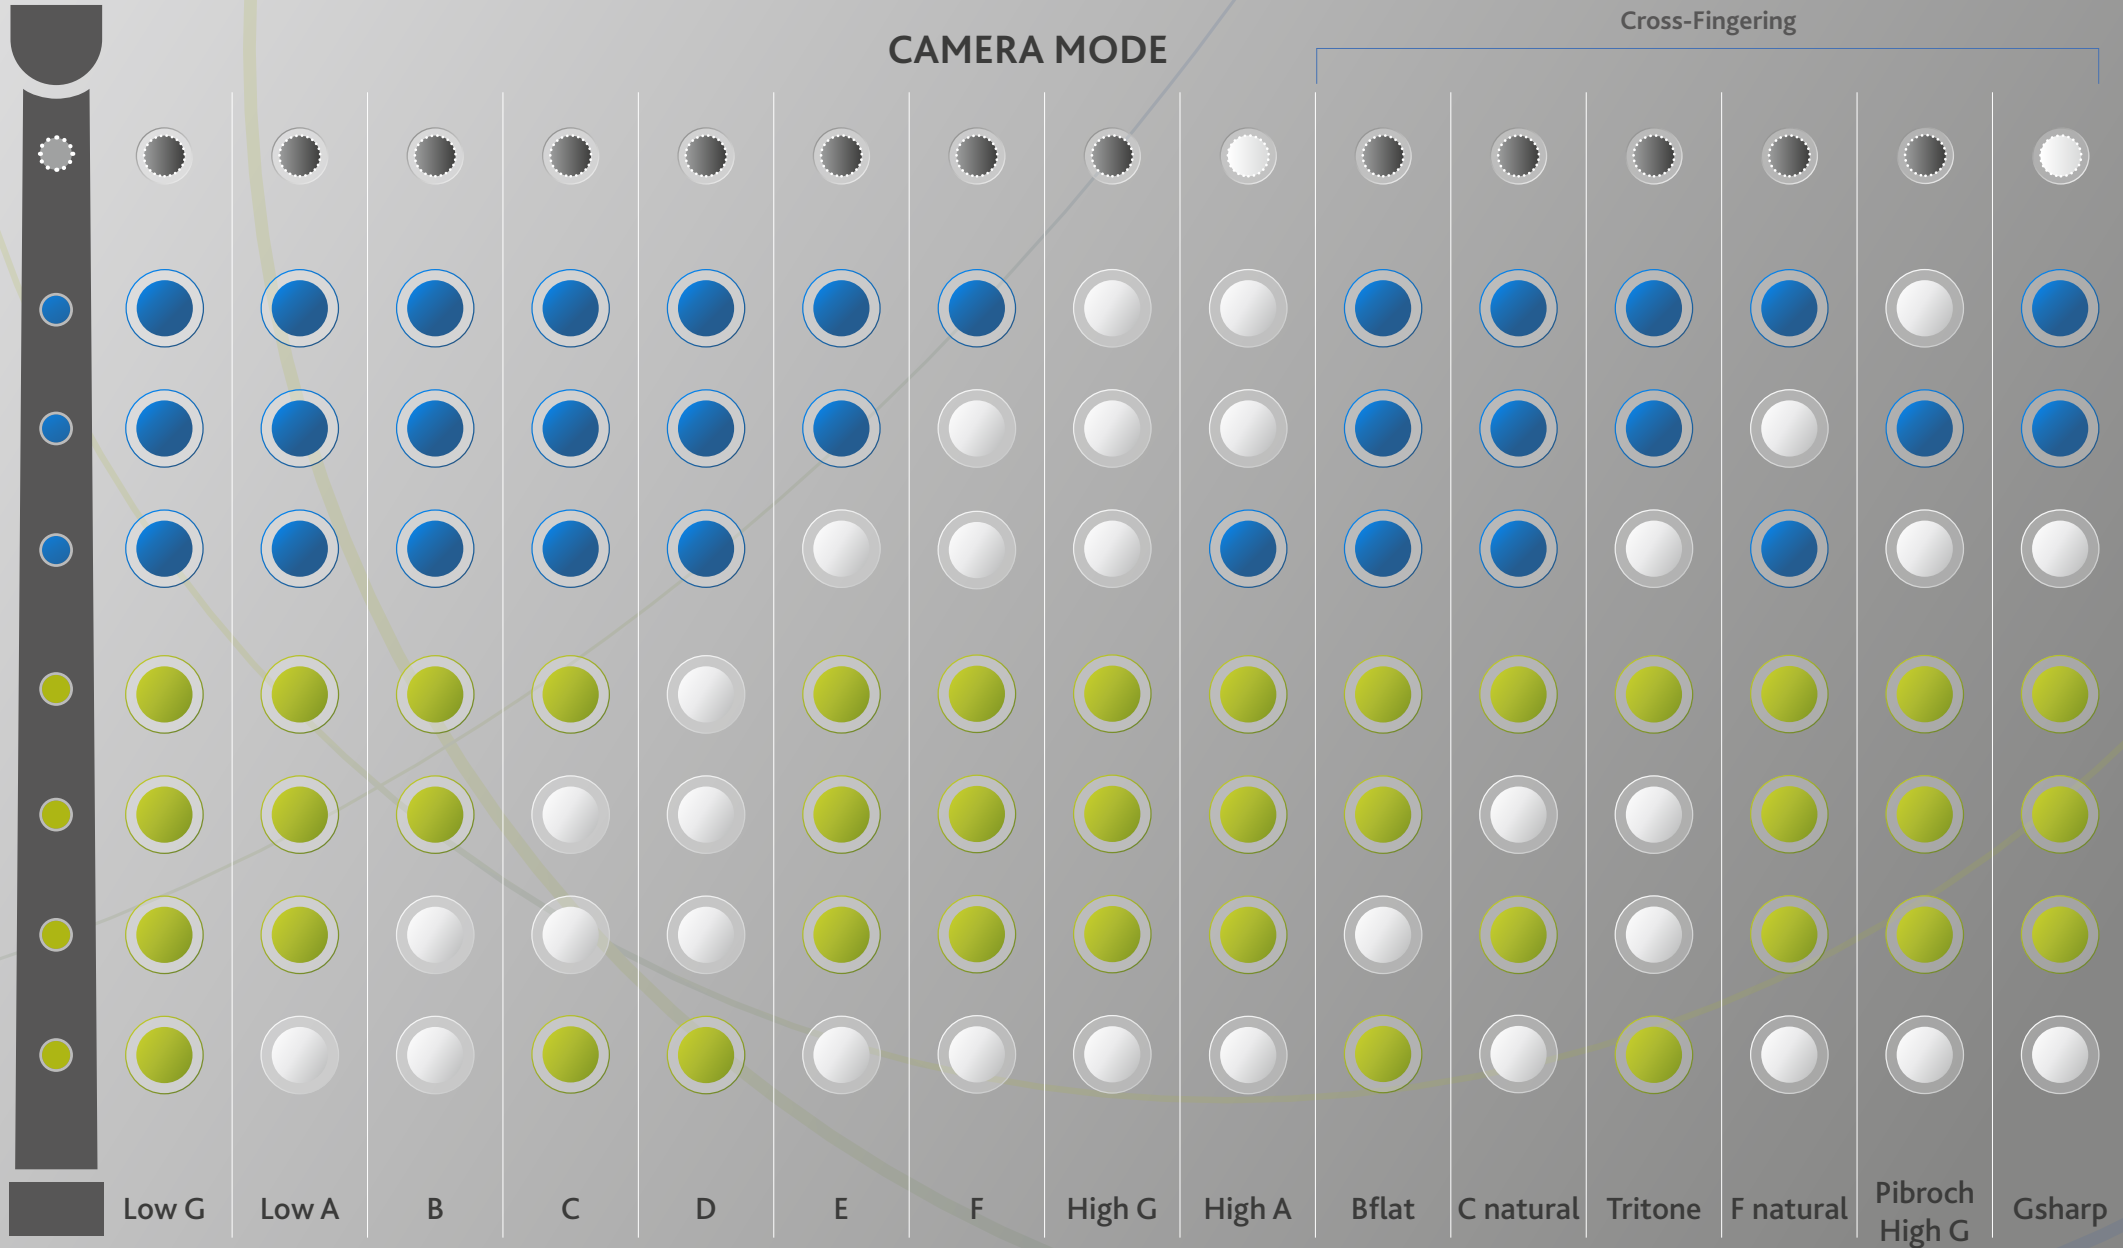 Cross-Fingering
CAMERA MODE
Low G
Low A
B
C
D
E
F
High G
High A
Bflat
C natural
Tritone
F natural
Pibroch
High G
Gsharp